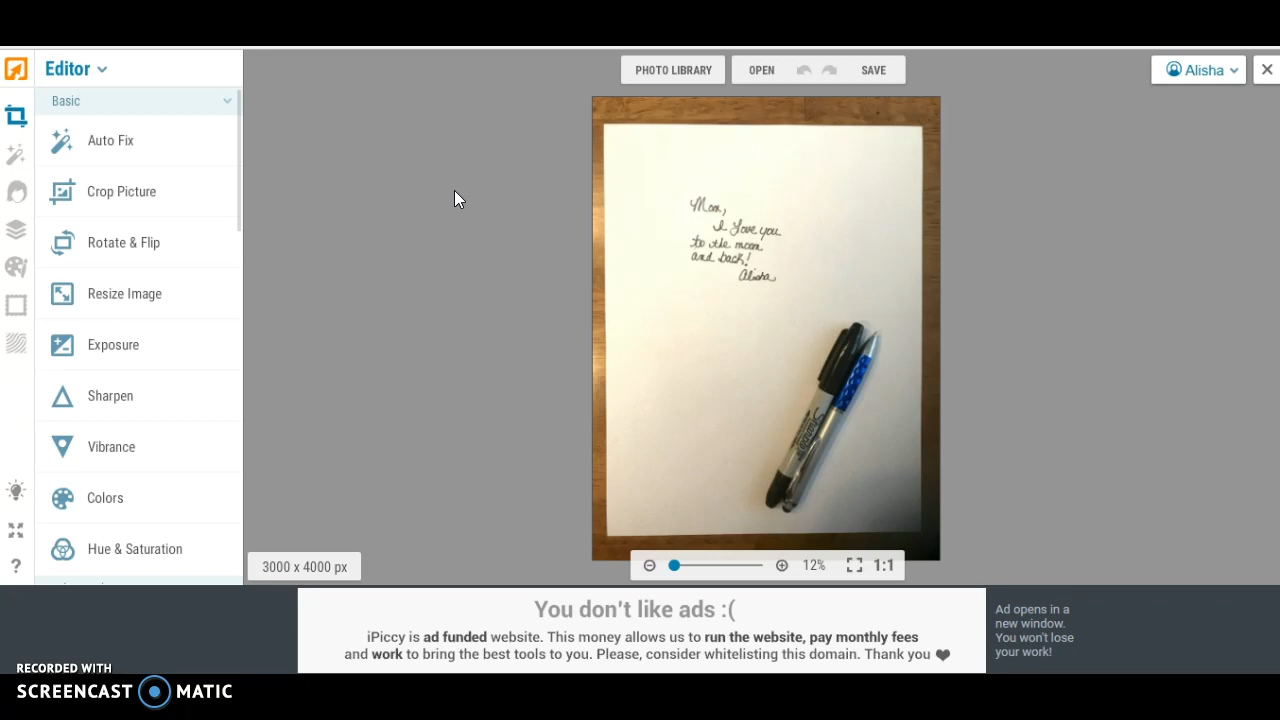 Editor
PHOTO LIBRARY
OPEN
SAVE
Alisha
Basic
Auto Fix
Crop Picture
Rotate & Flip
Resize Image
Exposure
Sharpen
Vibrance
Colors
Hue & Saturation
Mom,
I love you
to the moon
and back!
Alisha
Sharpie
3000 x 4000 px
12%
1:1
?
You don't like ads :(
iPiccy is ad funded website. This money allows us to run the website, pay monthly fees
and work to bring the best tools to you. Please, consider whitelisting this domain. Thank you ❤
Ad opens in a
new window.
You won't lose
your work!
RECORDED WITH
SCREENCAST MATIC